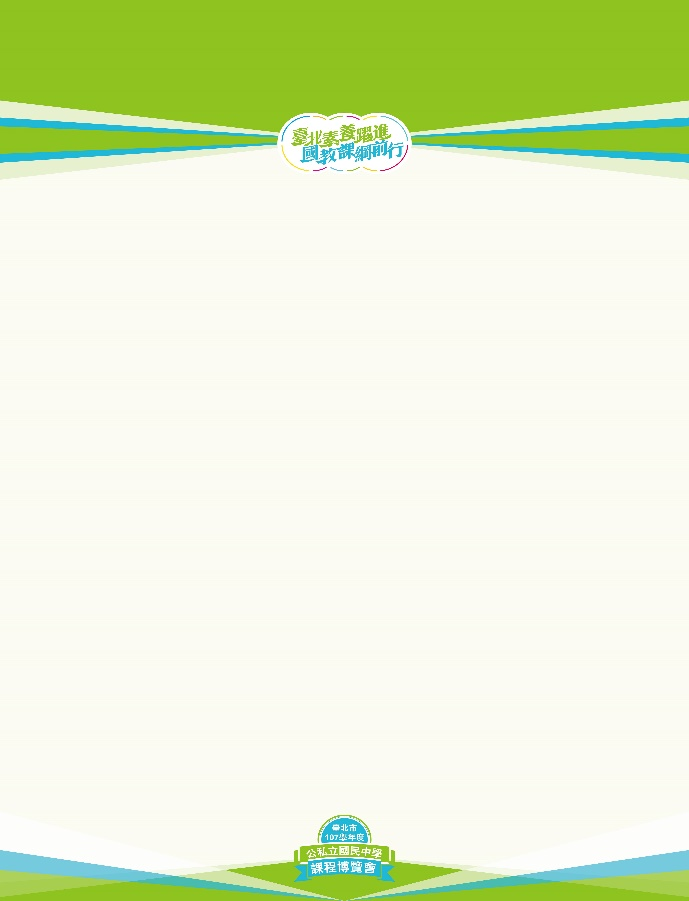 臺北素養躍進
國教課綱前行
臺北市
107學年度
公私立國民中學
課程博覽會